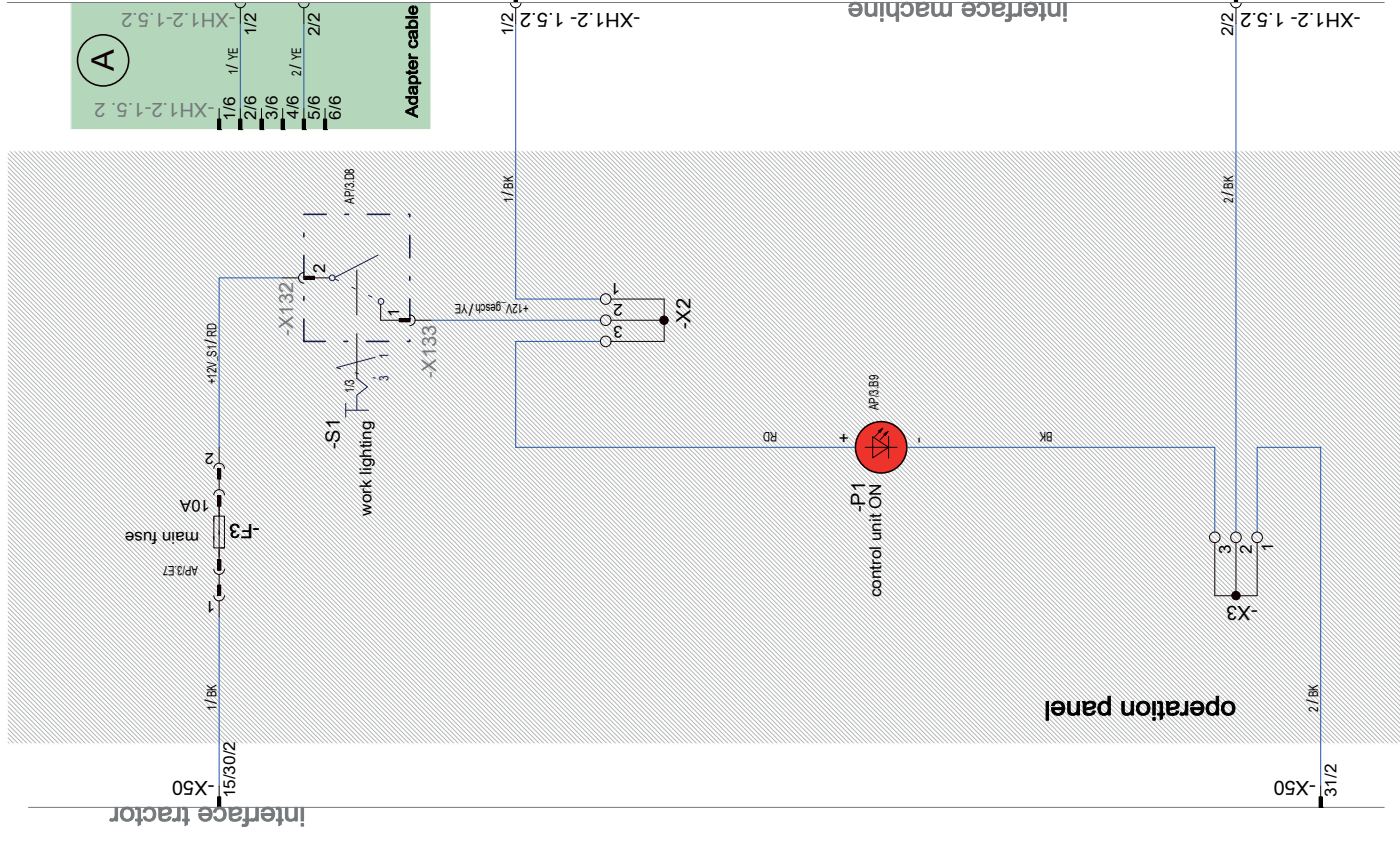 -XH1.2-1.5.2
1/2
2/2
A
1/ YE
2/ YE
Adapter cable
-XH1.2-1.5. 2
1/6
2/6
3/6
4/6
5/6
6/6
1/2
-XH1.2- 1.5.2
interface machine
2/2
-XH1.2- 1.5.2
AP/3.D8
1/ BK
2/ BK
-X132
2
+12V_S1/ RD
1
-X133
+12V_gesch / YE
1
2
3
-X2
1/3
1
3
-S1
work lighting
RD
+
AP/3.B9
-
BK
-P1
control unit ON
2
10A
main fuse
-F3
AP/3.E7
1
3
2
1
-X3
1/ BK
operation panel
2 / BK
-X50
15/30/2
-X50
31/2
interface tractor